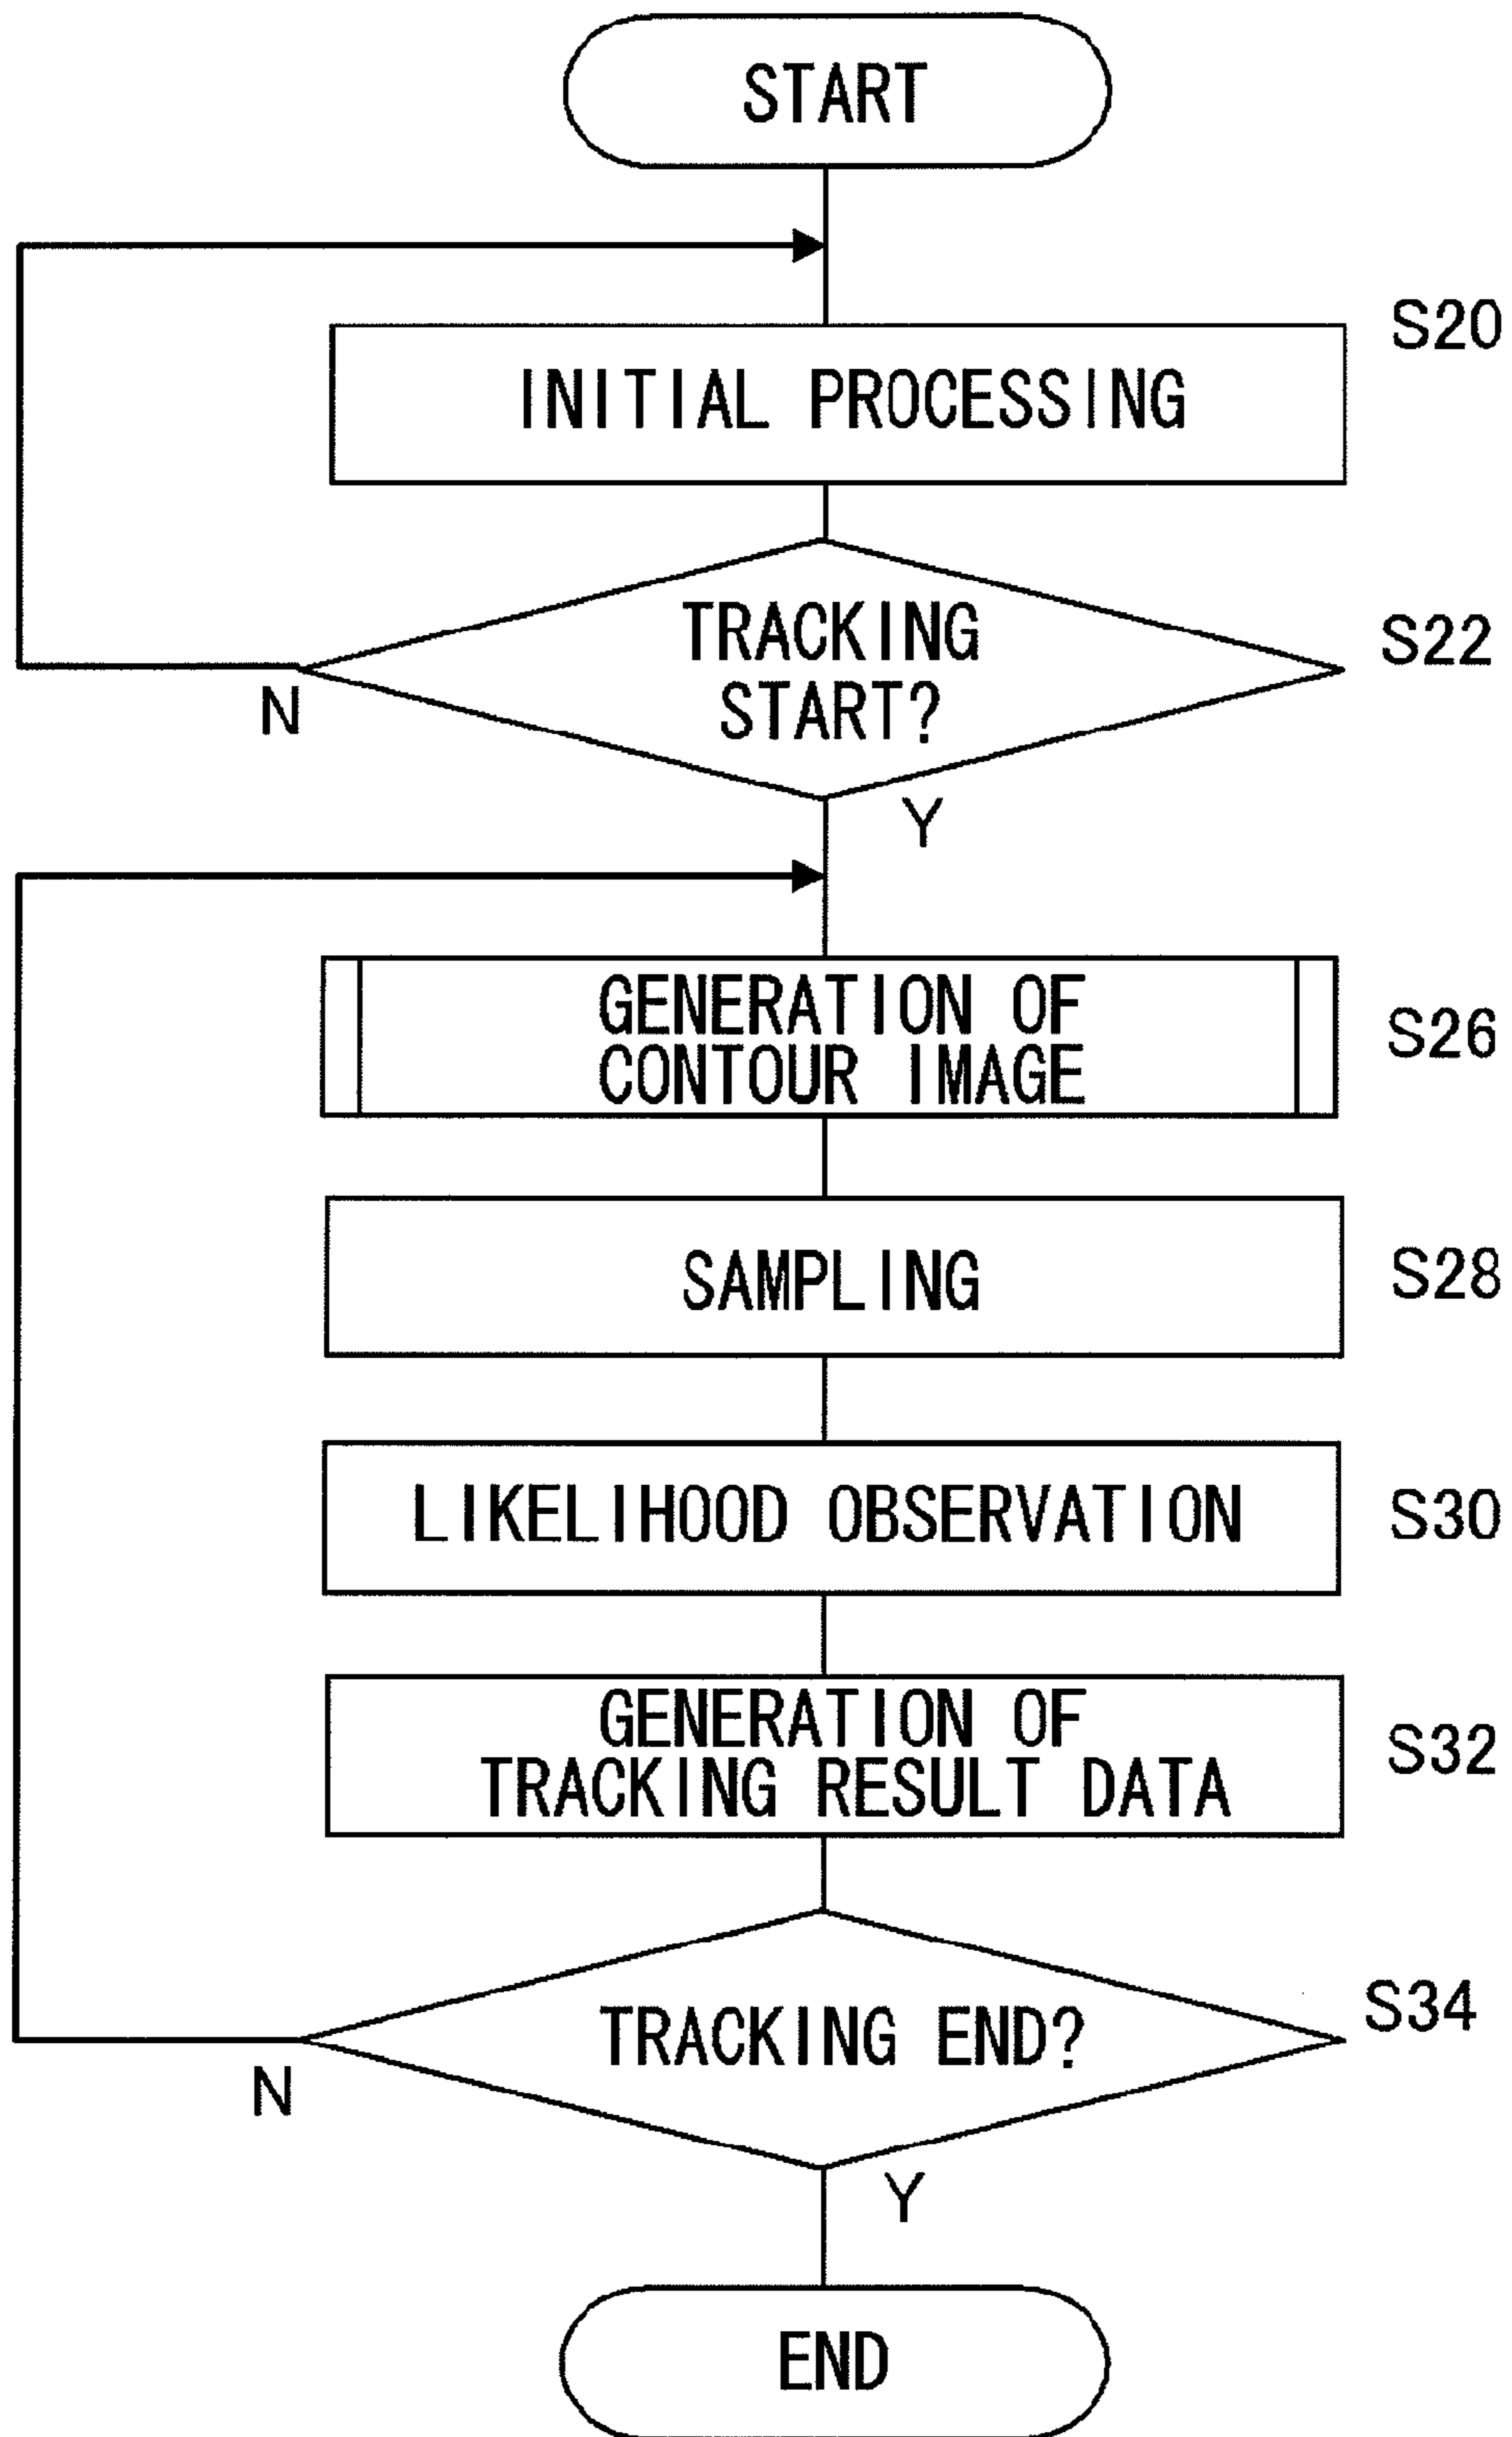 START
S20
INITIAL PROCESSING
TRACKING
START?
S22
N
Y
GENERATION OF
CONTOUR IMAGE
S26
SAMPLING
S28
LIKELIHOOD OBSERVATION
S30
GENERATION OF
TRACKING RESULT DATA
S32
S34
TRACKING END?
N
Y
END